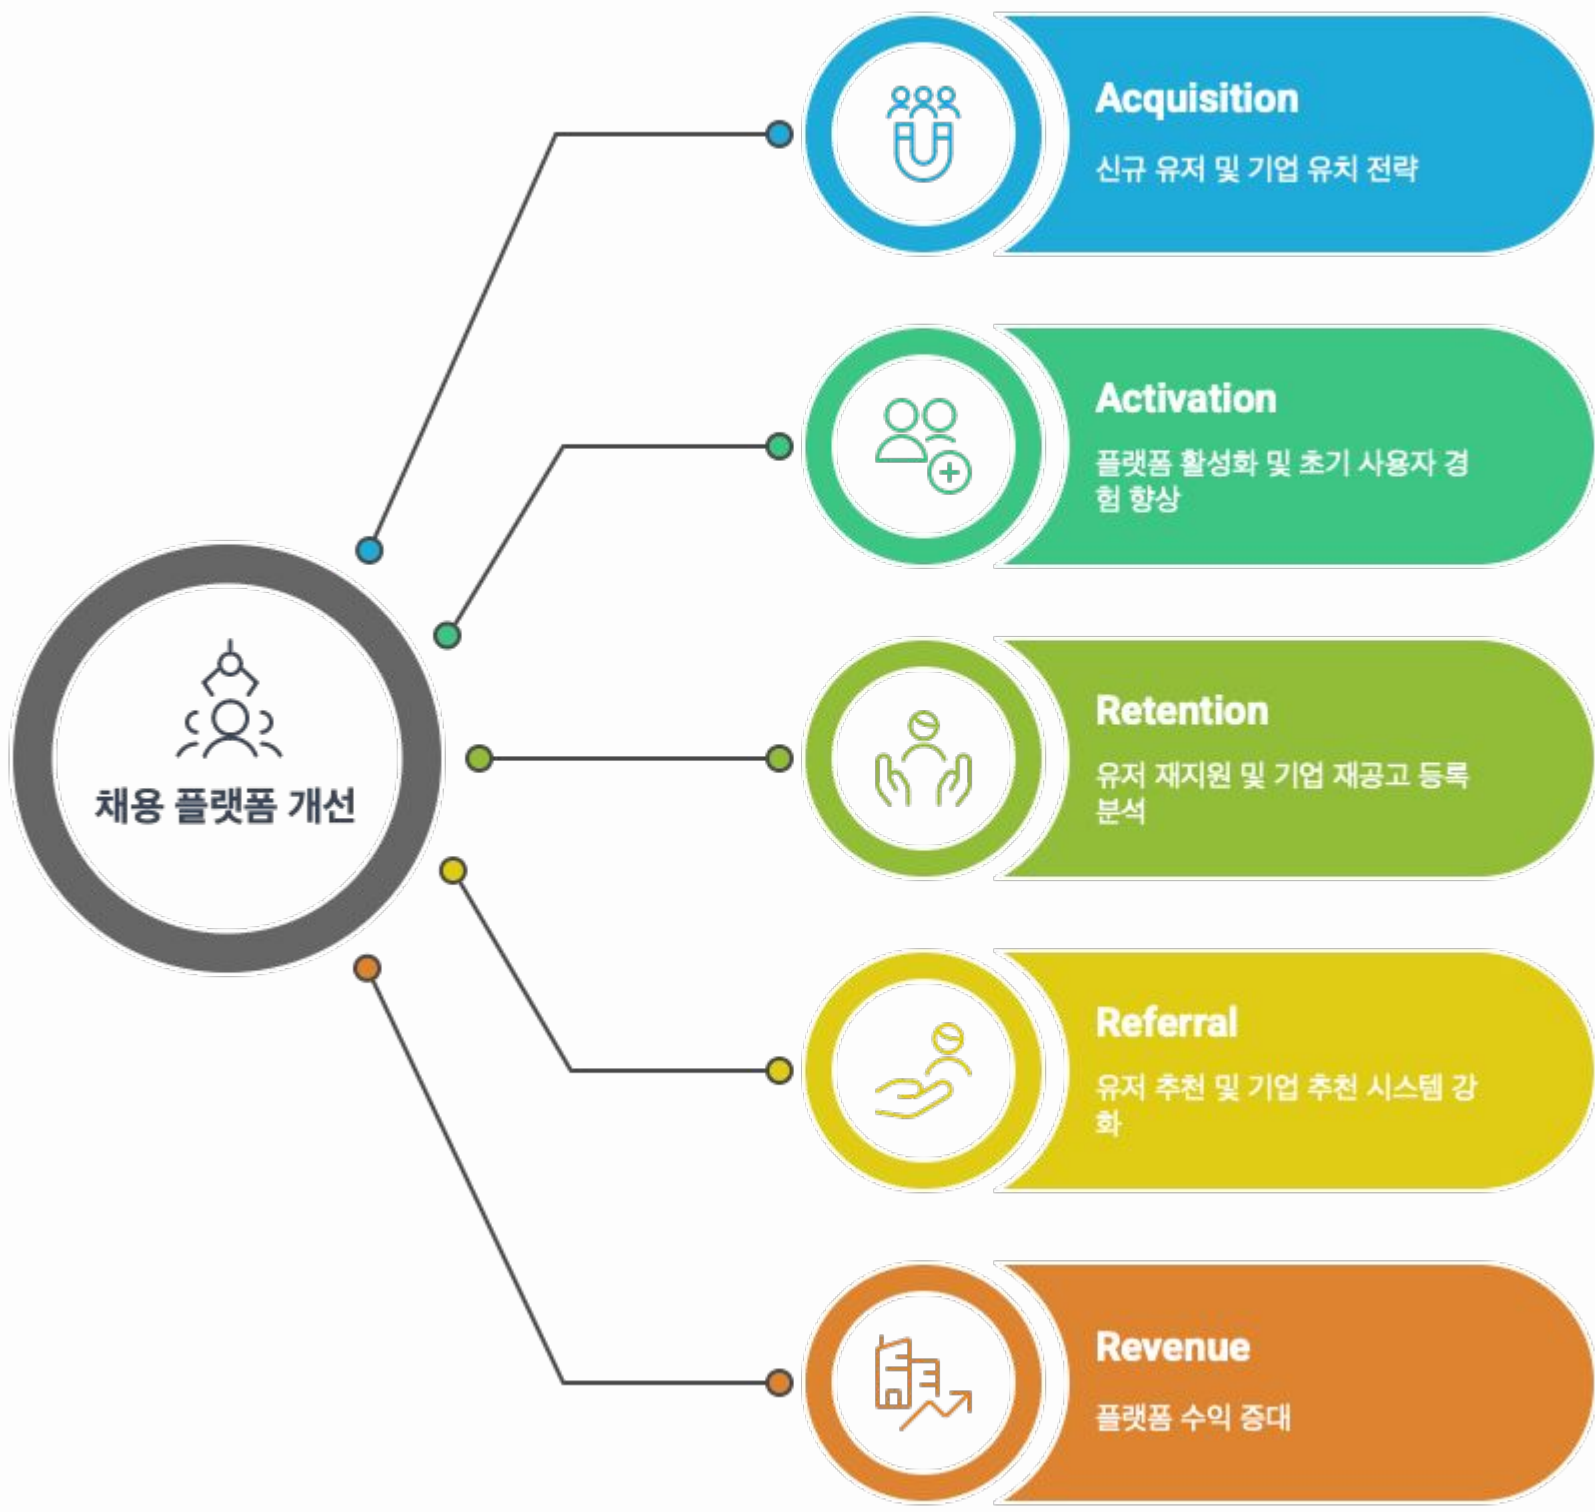 채용 플랫폼 개선
Acquisition
신규 유저 및 기업 유치 전략
Activation
플랫폼 활성화 및 초기 사용자 경
험 향상
Retention
유저 재지원 및 기업 재공고 등록
분석
Referral
유저 추천 및 기업 추천 시스템 강
화
Revenue
플랫폼 수익 증대